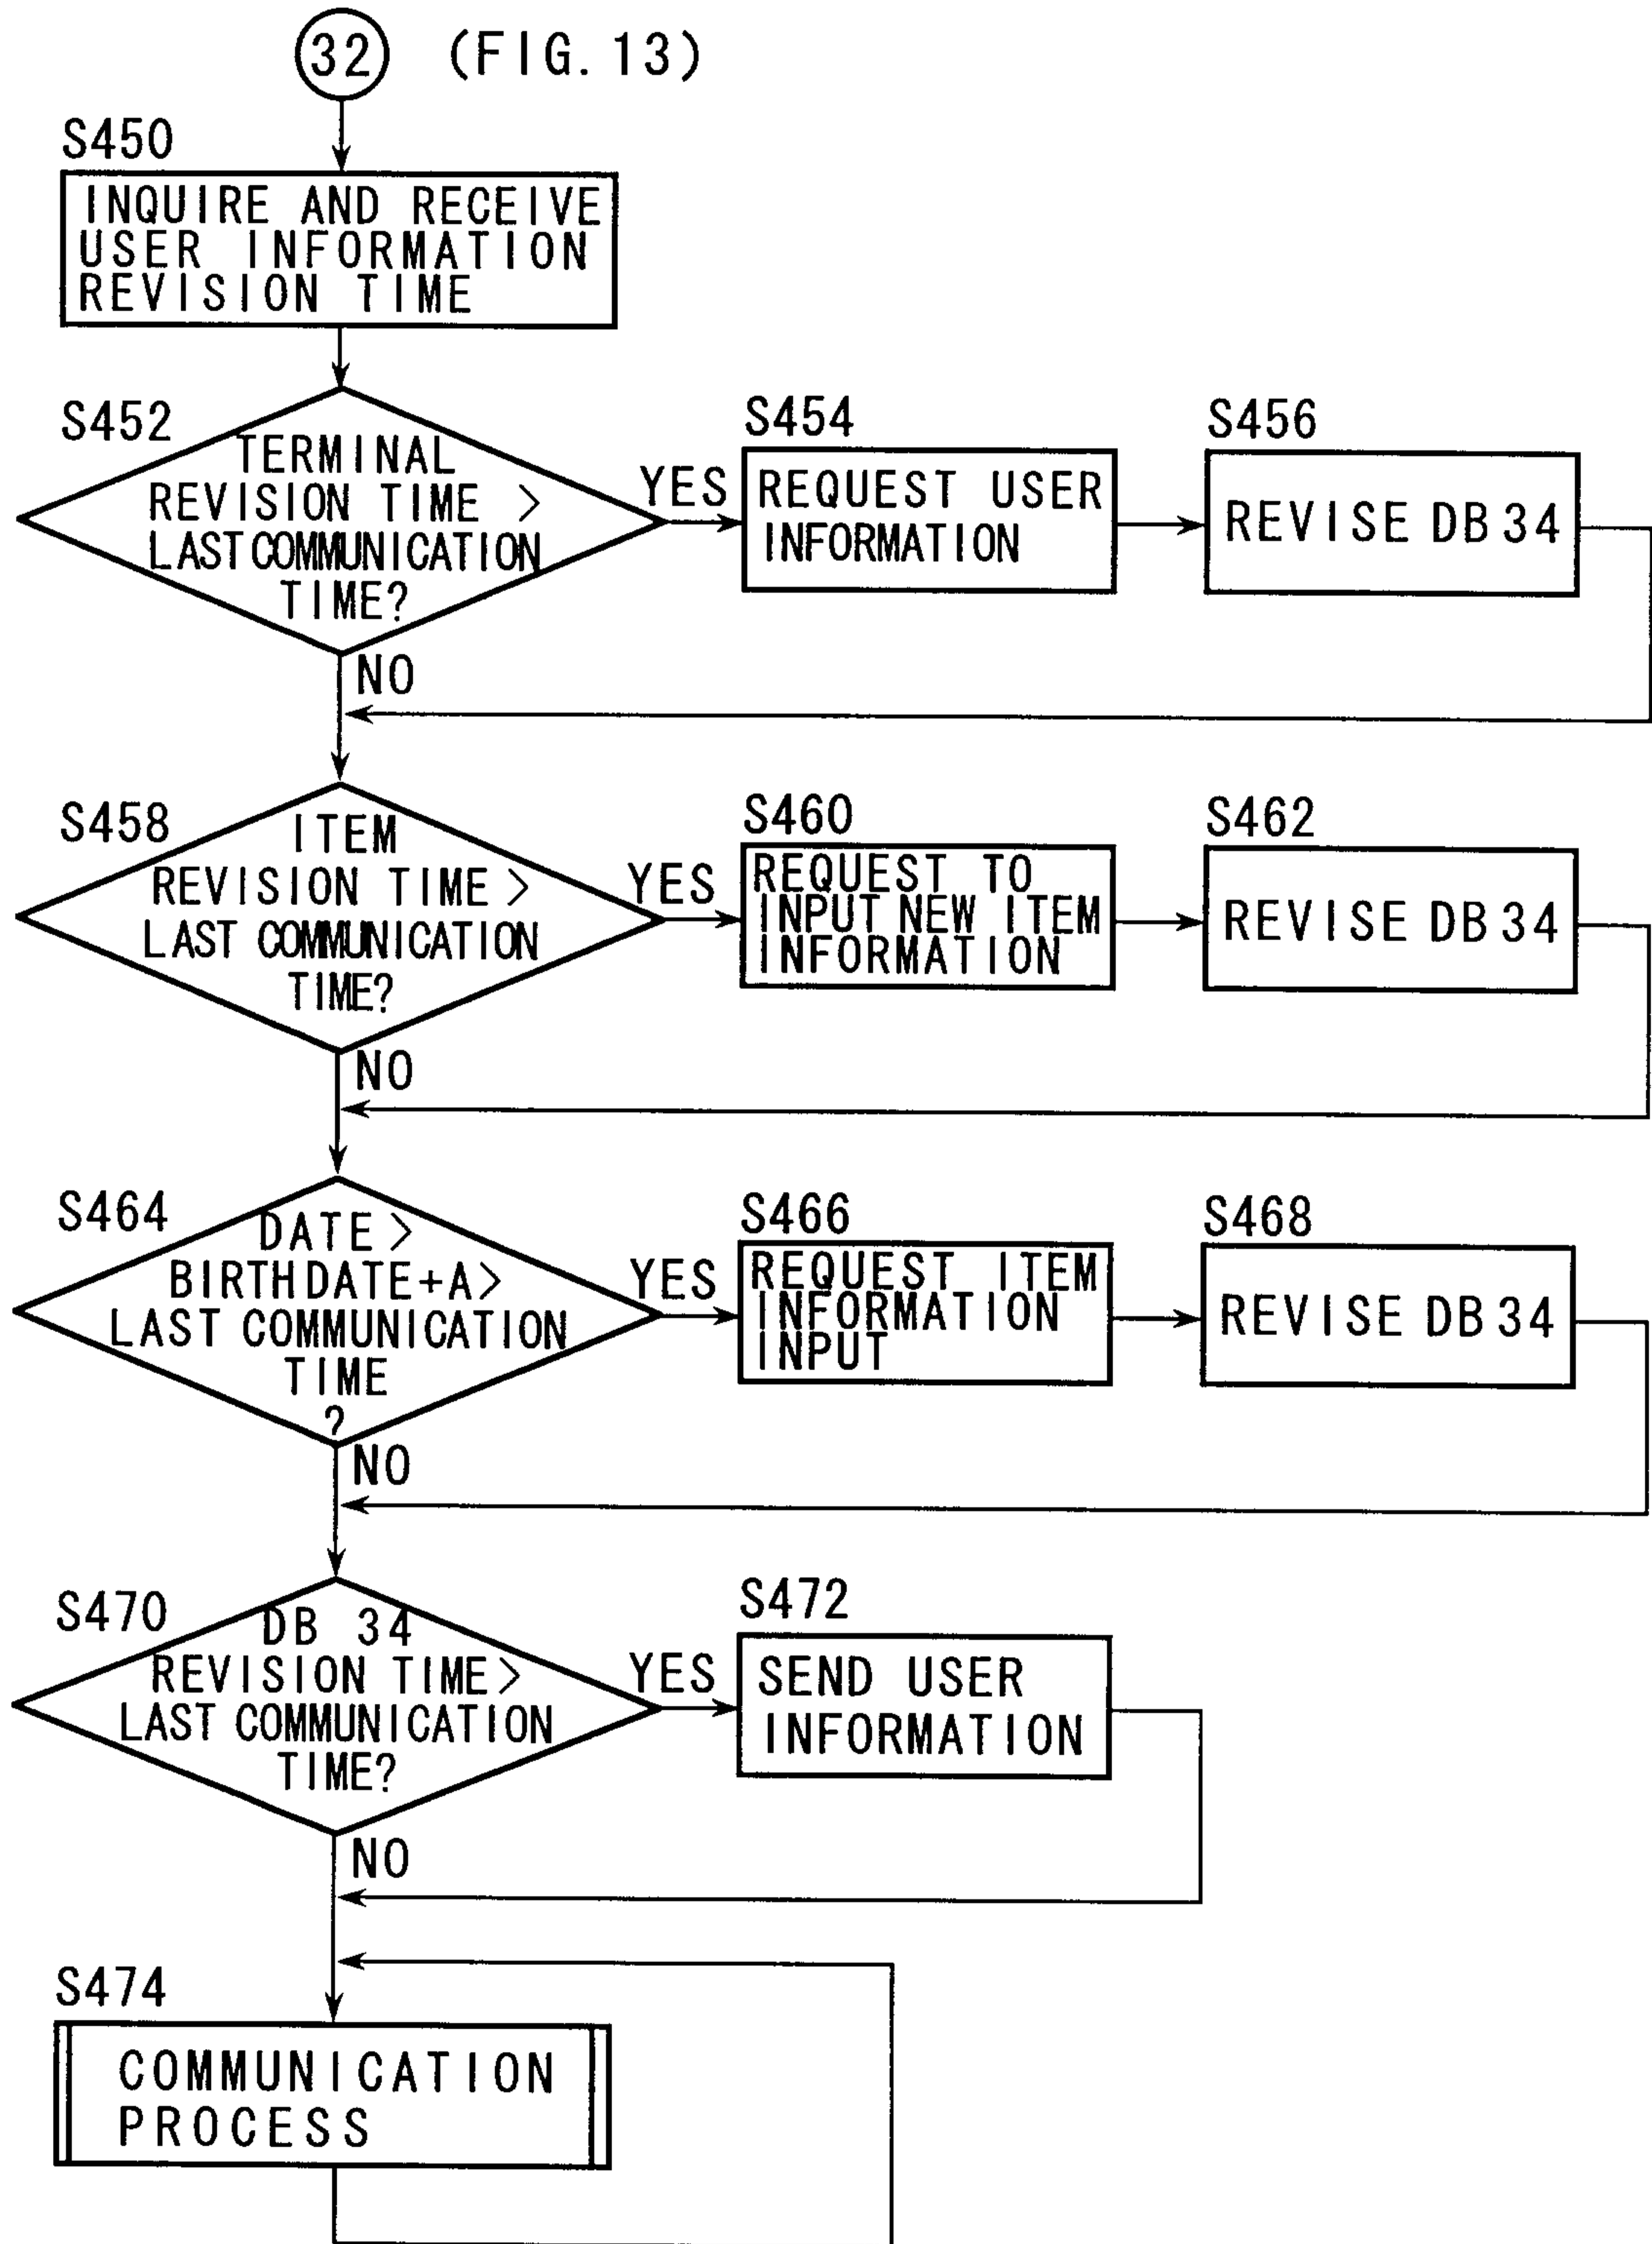 32 (FIG. 13)
S450
INQUIRE AND RECEIVE
USER INFORMATION
REVISION TIME
S452
TERMINAL
REVISION TIME >
LAST COMMUNICATION
TIME?
YES
S454
REQUEST USER
INFORMATION
S456
REVISE DB 34
NO
S458
ITEM
REVISION TIME >
LAST COMMUNICATION
TIME?
YES
S460
REQUEST TO
INPUT NEW ITEM
INFORMATION
S462
REVISE DB 34
NO
S464
DATE >
BIRTHDATE+A>
LAST COMMUNICATION
TIME
?
YES
S466
REQUEST ITEM
INFORMATION
INPUT
S468
REVISE DB 34
NO
S470
DB 34
REVISION TIME>
LAST COMMUNICATION
TIME?
YES
S472
SEND USER
INFORMATION
NO
S474
COMMUNICATION
PROCESS